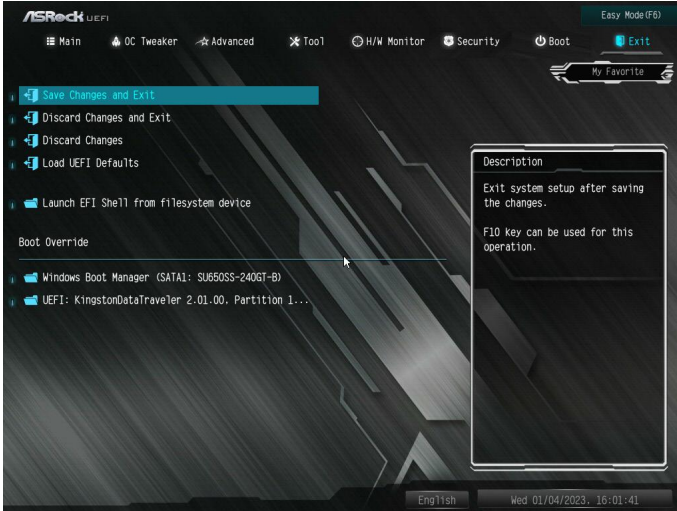 ASRock UEFI
Easy Mode(F6)
Main OC Tweaker Advanced Tool H/W Monitor Security Boot Exit
My Favorite
Save Changes and Exit
Discard Changes and Exit
Discard Changes
Load UEFI Defaults
Launch EFI Shell from filesystem device
Boot Override
Windows Boot Manager (SATA1: SU650SS-240GT-B)
UEFI: KingstonDataTraveler 2.01.00. Partition 1...
Description
Exit system setup after saving
the changes.
F10 key can be used for this
operation.
English
Wed 01/04/2023. 16:01:41